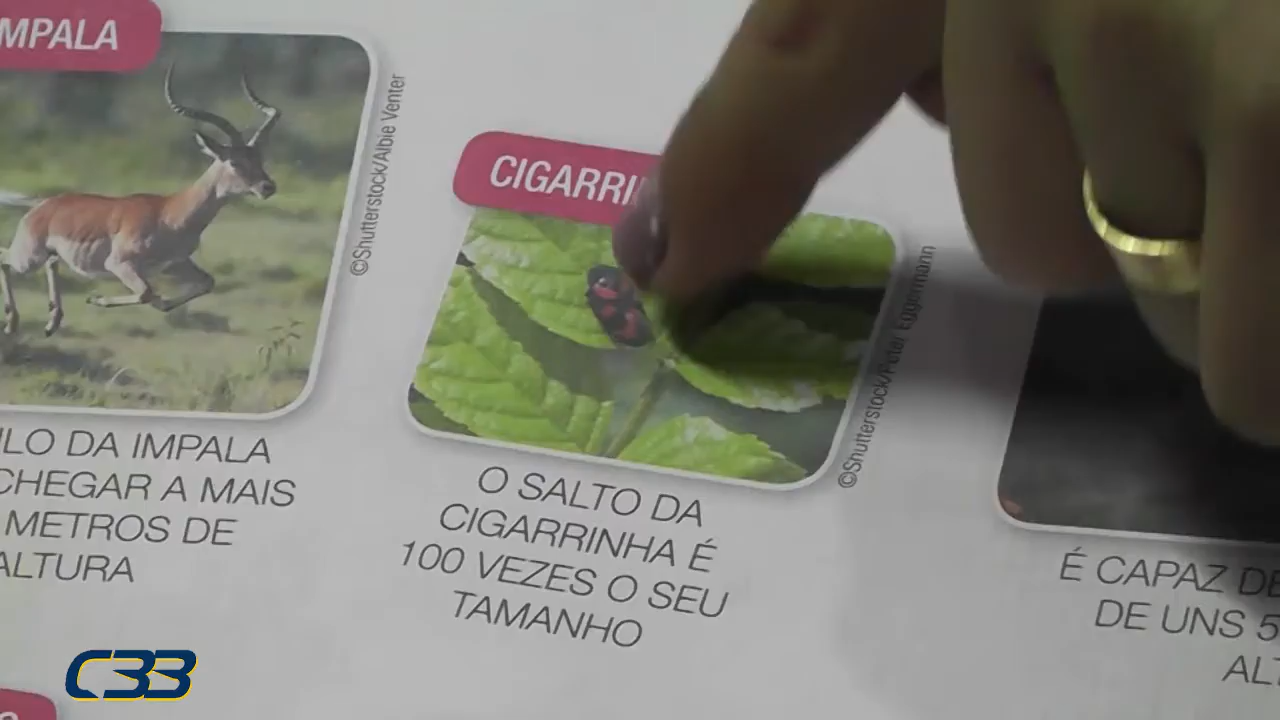 IMPALA
©Shutterstock/Albie Venter
LO DA IMPALA
CHEGAR A MAIS
METROS DE
ALTURA
CIGARRI
©Shutterstock/Peter Eggermann
O SALTO DA
CIGARRINHA É
100 VEZES O SEU
TAMANHO
É CAPAZ DE
DE UNS 5
ALT
C33